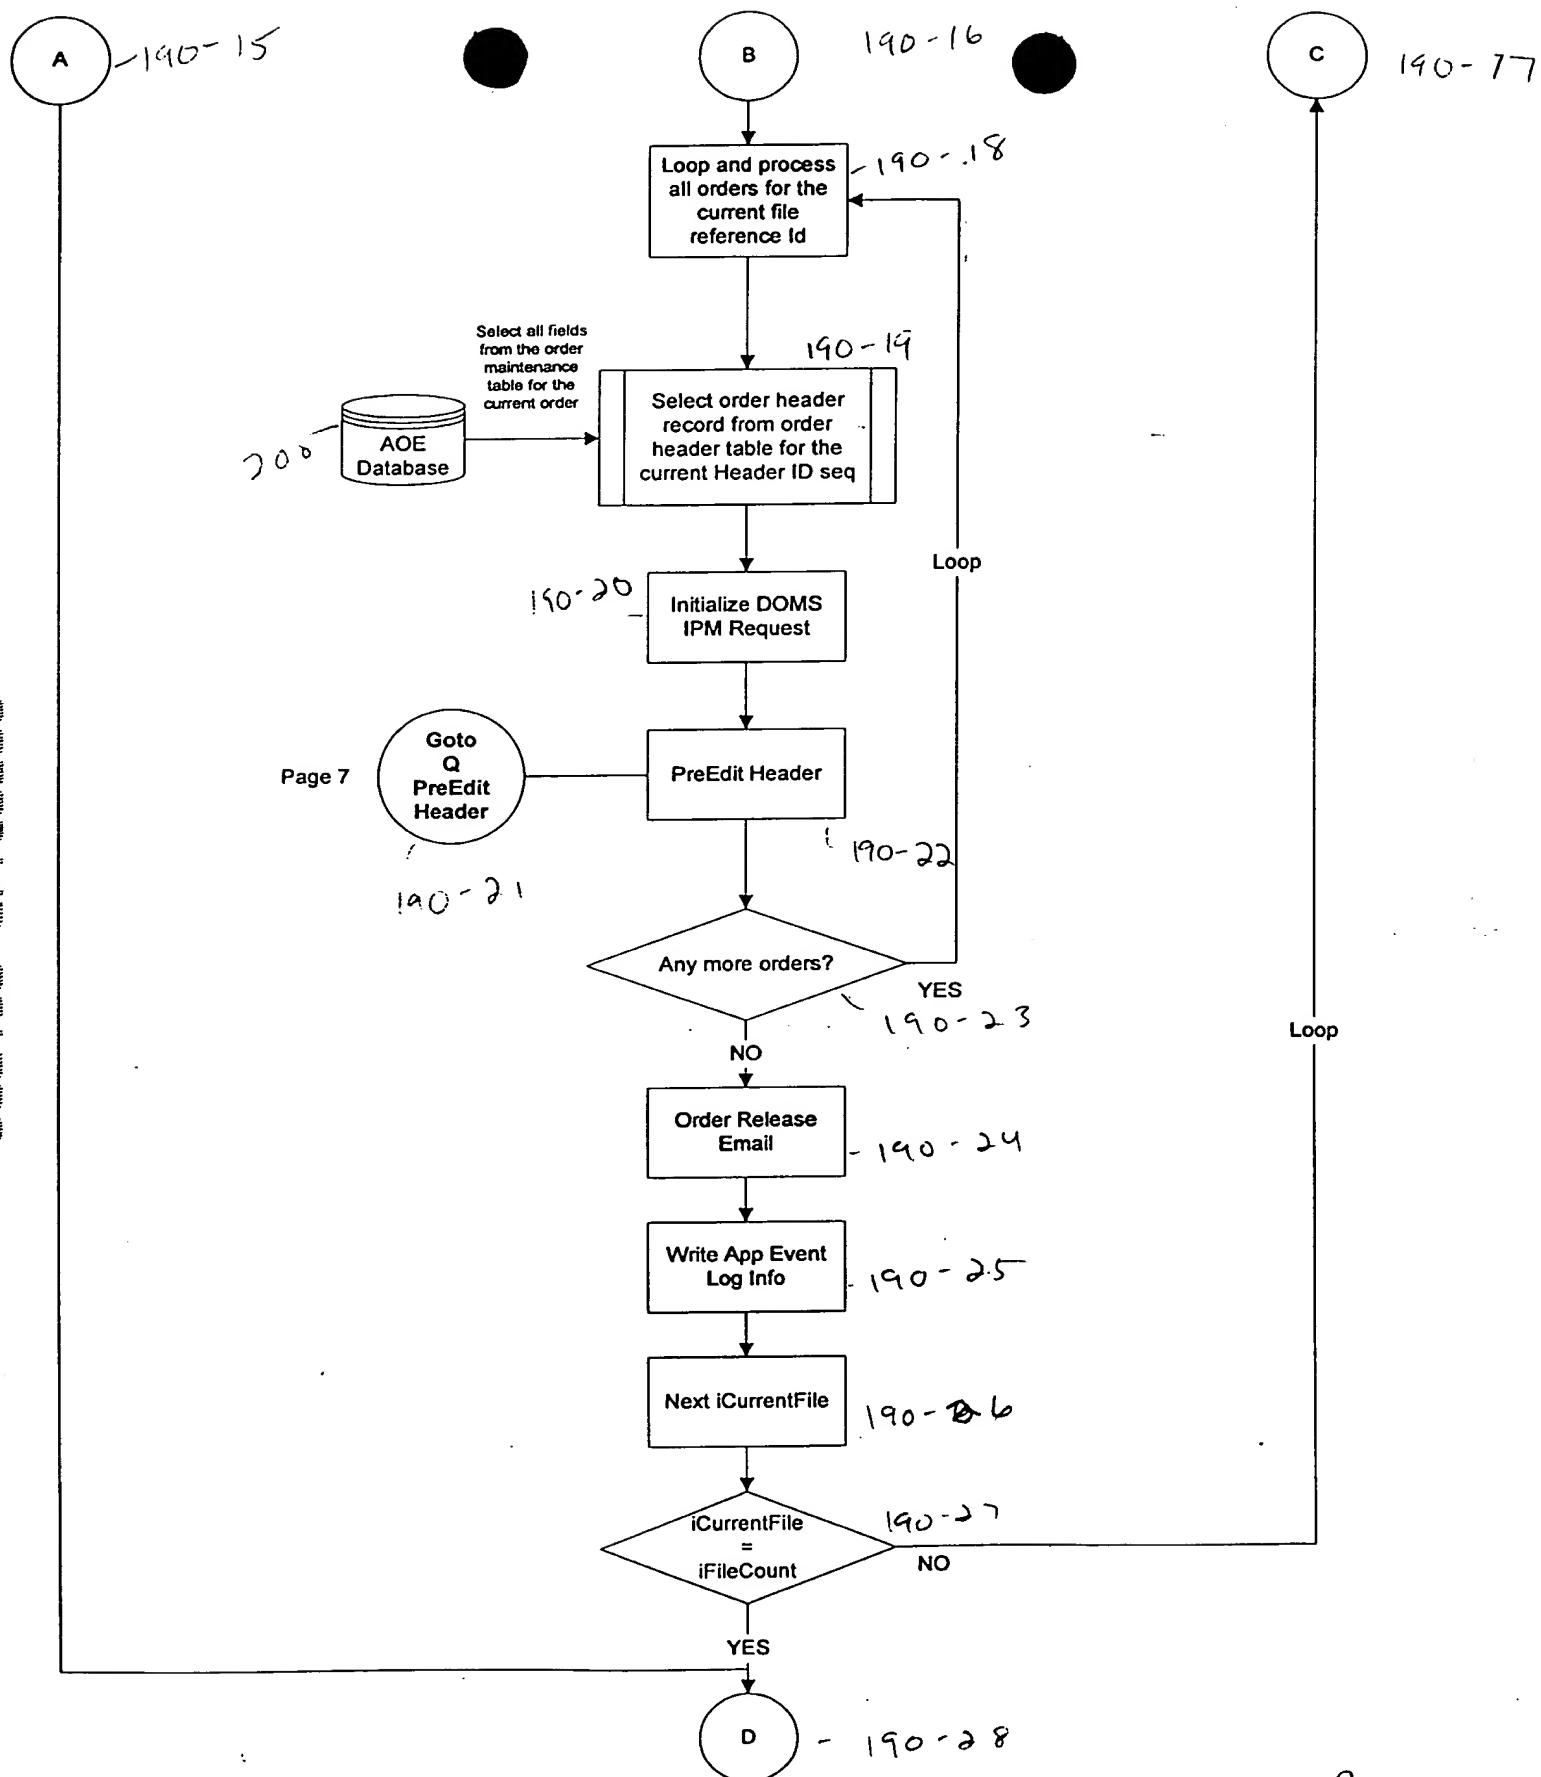 A
190-15
B
190-16
C
190-17
Loop and process
all orders for the
current file
reference Id
190-18
Select all fields
from the order
maintenance
table for the
current order
190-19
AOE
Database
200
Select order header
record from order
header table for the
current Header ID seq
Loop
190-20
Initialize DOMS
IPM Request
Page 7
Goto
Q
PreEdit
Header
PreEdit Header
190-22
190-21
Any more orders?
YES
190-23
NO
Loop
Order Release
Email
190-24
Write App Event
Log Info
190-25
Next iCurrentFile
190-26
iCurrentFile
=
iFileCount
190-27
NO
YES
D
190-28